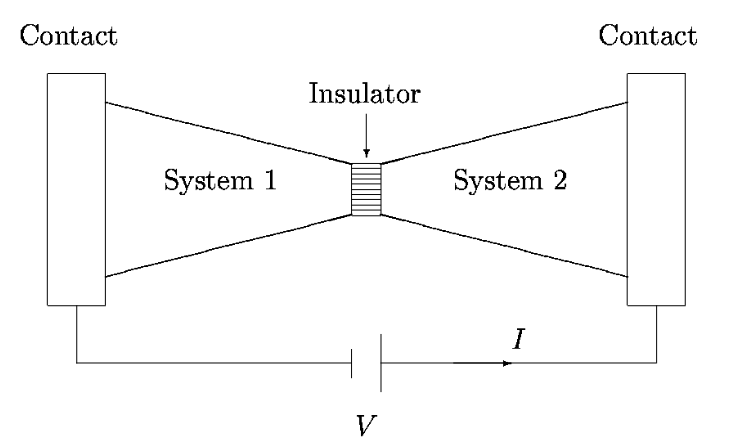 Contact
Contact
Insulator
System 1
System 2
I
V